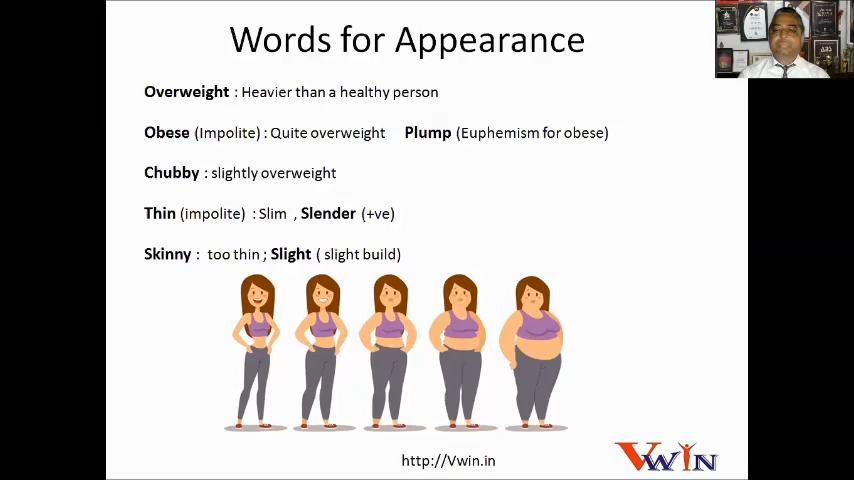 Words for Appearance
Overweight : Heavier than a healthy person
Obese (Impolite) : Quite overweight Plump (Euphemism for obese)
Chubby : slightly overweight
Thin (impolite) : Slim , Slender (+ve)
Skinny : too thin ; Slight ( slight build)
http://Vwin.in
VWIN